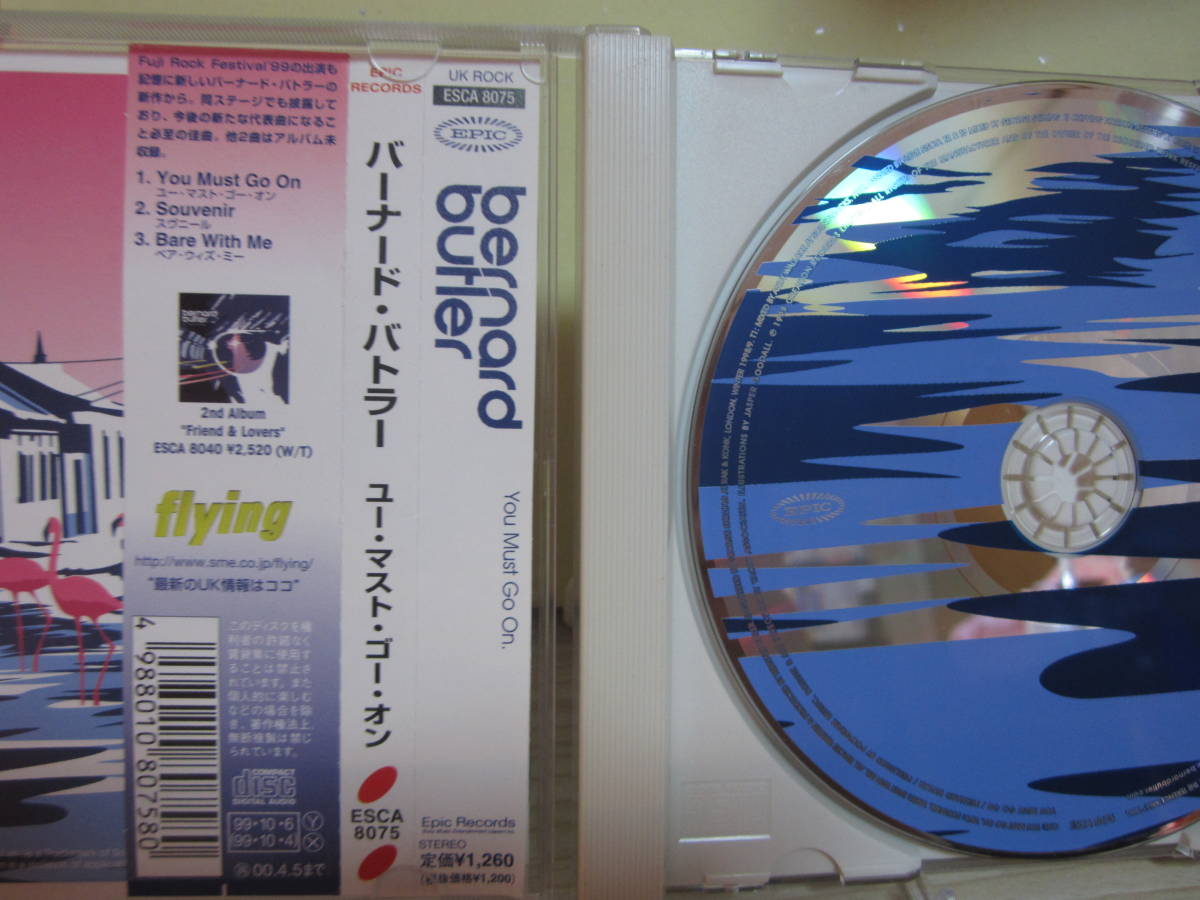 Fuji Rock Festival'99の出演も
記憶に新しいバーナード・バトラーの
新作から。同ステージでも披露して
おり、今後の新たな代表曲になるこ
と必至の佳曲。他2曲はアルバム未
収録。
1. You Must Go On
ユー・マスト・ゴー・オン
2. Souvenir
スヴニール
3. Bare With Me
ベア・ウィズ・ミー
bernard
butler
2nd Album
"Friend & Lovers"
ESCA 8040 ¥2,520 (W/T)
flying
http://www.sme.co.jp/flying/
"最新のUK情報はココ"
このディスクを権
利者の許諾なく
賃貸業に使用す
ることは禁止さ
れています。また
個人的に楽しむ
などの場合を除
き、著作権法上、
無断複製は禁じ
られています。
4 988010 807580
COMPACT
disc
DIGITAL AUDIO
99・10・6 Y
(99・10・4) X
00.4.5まで
EPIC
RECORDS
バーナード・バトラー ユー・マスト・ゴー・オン
ESCA
8075
UK ROCK
ESCA 8075
EPIC
bernard
butler
You Must Go On.
Epic Records
STEREO
定価¥1,260
(税抜価格¥1,200)
EPIC